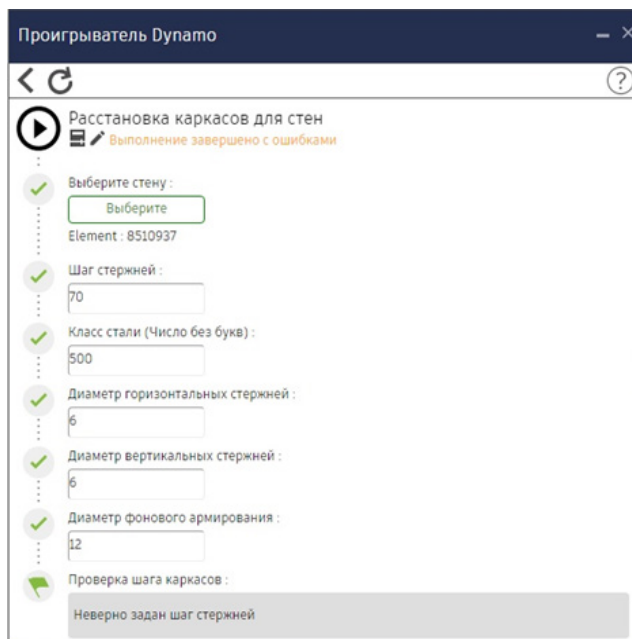 Проигрыватель Dynamo
Расстановка каркасов для стен
Выполнение завершено с ошибками
Выберите стену :
Выберите
Element : 8510937
Шаг стержней :
70
Класс стали (Число без букв) :
500
Диаметр горизонтальных стержней :
6
Диаметр вертикальных стержней :
6
Диаметр фонового армирования :
12
Проверка шага каркасов :
Неверно задан шаг стержней